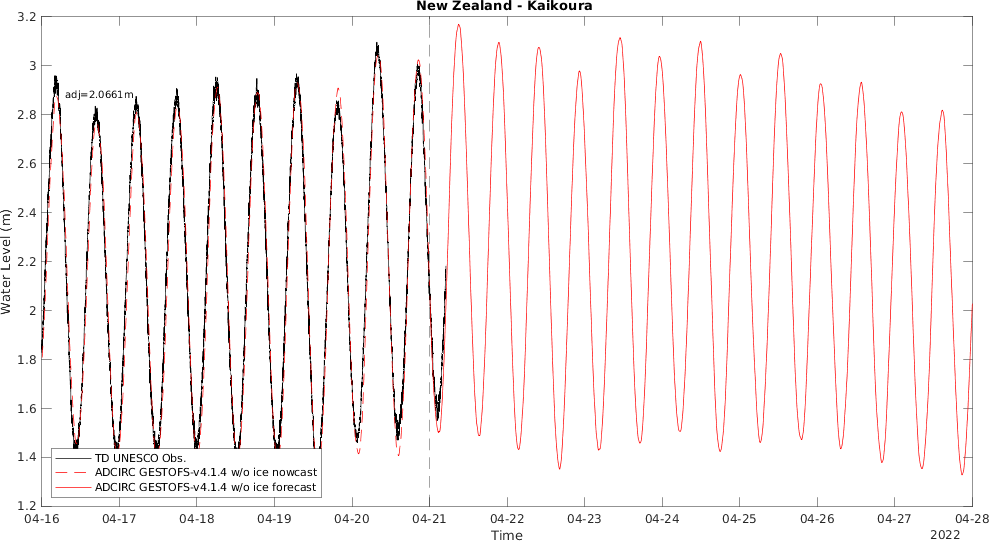 New Zealand - Kaikoura
3.2
3
2.8
2.6
2.4
2.2
2
1.8
1.6
1.4
1.2
Water Level (m)
adj=2.0661m
TD UNESCO Obs.
ADCIRC GESTOFS-v4.1.4 w/o ice nowcast
ADCIRC GESTOFS-v4.1.4 w/o ice forecast
04-16 04-17 04-18 04-19 04-20 04-21 04-22 04-23 04-24 04-25 04-26 04-27 04-28
Time
2022